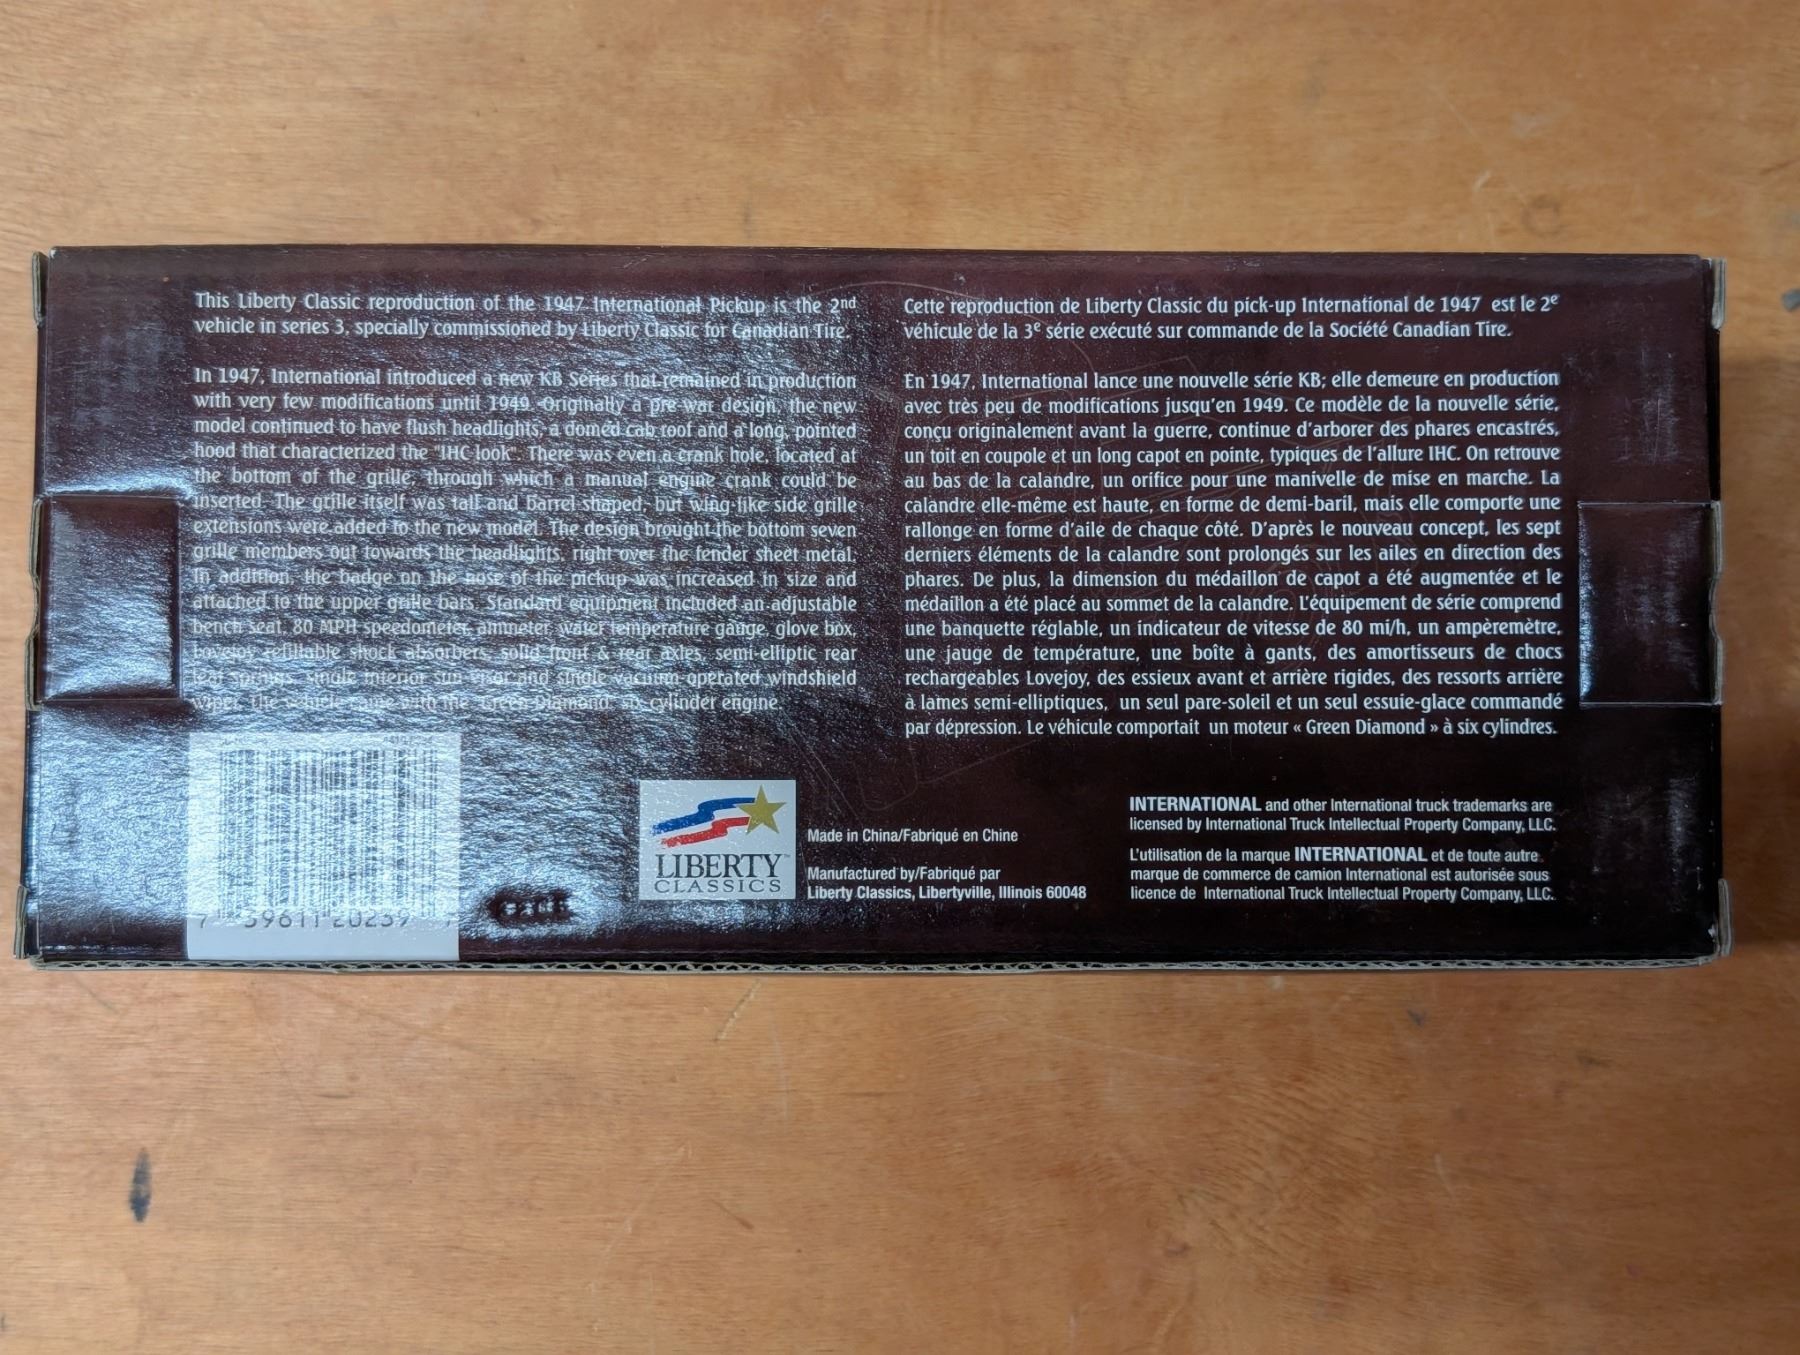 This Liberty Classic reproduction of the 1947 International Pickup is the 2nd
vehicle in series 3, specially commissioned by Liberty Classic for Canadian Tire.
In 1947, International introduced a new KB Series that remained in production
with very few modifications until 1949. Originally a pre-war design, the new
model continued to have flush headlights, a domed cab roof and a long, pointed
hood that characterized the "IHC look". There was even a crank hole, located at
the bottom of the grille, through which a manual engine crank could be
inserted. The grille itself was tall and barrel shaped, but wing-like side grille
extensions were added to the new model. The design brought the bottom seven
grille members out towards the headlights, right over the fender sheet metal.
In addition, the badge on the nose of the pickup was increased in size and
attached to the upper grille bars. Standard equipment included an adjustable
bench seat, 80 MPH speedometer, ammeter, water temperature gauge, glove box,
refillable shock absorbers, solid front & rear axles, semi-elliptic rear
leaf springs, single interior sun visor and single vacuum operated windshield
wiper. The vehicle came with the "Green Diamond" six cylinder engine.
Cette reproduction de Liberty Classic du pick-up International de 1947 est le 2e
véhicule de la 3e série exécuté sur commande de la Société Canadian Tire.
En 1947, International lance une nouvelle série KB; elle demeure en production
avec très peu de modifications jusqu'en 1949. Ce modèle de la nouvelle série,
conçu originalement avant la guerre, continue d'arborer des phares encastrés,
un toit en coupole et un long capot en pointe, typiques de l'allure IHC. On retrouve
au bas de la calandre, un orifice pour une manivelle de mise en marche. La
calandre elle-même est haute, en forme de demi-baril, mais elle comporte une
rallonge en forme d'aile de chaque côté. D'après le nouveau concept, les sept
derniers éléments de la calandre sont prolongés sur les ailes en direction des
phares. De plus, la dimension du médaillon de capot a été augmentée et le
médaillon a été placé au sommet de la calandre. L'équipement de série comprend
une banquette réglable, un indicateur de vitesse de 80 mi/h, un ampèremètre,
une jauge de température, une boîte à gants, des amortisseurs de chocs
rechargeables Lovejoy, des essieux avant et arrière rigides, des ressorts arrière
à lames semi-elliptiques, un seul pare-soleil et un seul essuie-glace commandé
par dépression. Le véhicule comportait un moteur « Green Diamond » à six cylindres.
7 39611 20239
LIBERTY™
CLASSICS
Made in China/Fabriqué en Chine
Manufactured by/Fabriqué par
Liberty Classics, Libertyville, Illinois 60048
INTERNATIONAL and other International truck trademarks are
licensed by International Truck Intellectual Property Company, LLC.
L'utilisation de la marque INTERNATIONAL et de toute autre
marque de commerce de camion International est autorisée sous
licence de International Truck Intellectual Property Company, LLC.